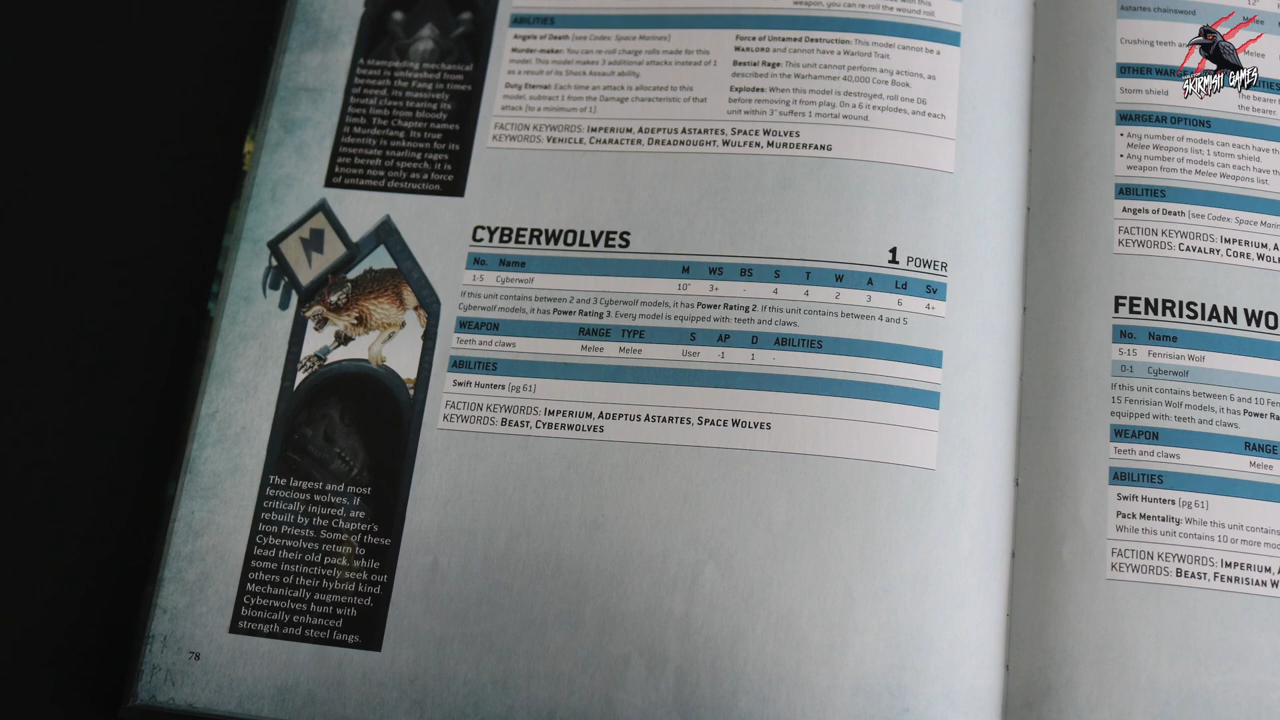 weapon, you can re-roll the wound roll
ABILITIES
Angels of Death (see Codex: Space Marines)
Murder-maker: You can re-roll charge rolls made for this
model. This model makes 3 additional attacks instead of 1
as a result of its Shock Assault ability.
Duty Eternal: Each time an attack is allocated to this
model, subtract 1 from the Damage characteristic of that
attack (to a minimum of 1).
Force of Untamed Destruction: This model cannot be a
WARLORD and cannot have a Warlord Trait.
Bestial Rage: This unit cannot perform any actions, as
described in the Warhammer 40,000 Core Book.
Explodes: When this model is destroyed, roll one D6
before removing it from play. On a 6 it explodes, and each
unit within 3" suffers 1 mortal wound.
FACTION KEYWORDS: IMPERIUM, ADEPTUS ASTARTES, SPACE WOLVES
KEYWORDS: VEHICLE, CHARACTER, DREADNOUGHT, WULFEN, MURDERFANG
A stampeding mechanical
beast is unleashed from
beneath the Fang in times
of need, its massively
brutal claws tearing its
foes limb from bloody
limb. The Chapter names
it Murderfang. Its true
identity is unknown for its
insensate snarling rages
are bereft of speech; it is
known now only as a force
of untamed destruction.
CYBERWOLVES
1 POWER
No. Name M WS BS S T W A Ld Sv
1-5 Cyberwolf 10" 3+ - 4 4 2 3 6 4+
If this unit contains between 2 and 3 Cyberwolf models, it has Power Rating 2. If this unit contains between 4 and 5
Cyberwolf models, it has Power Rating 3. Every model is equipped with: teeth and claws.
WEAPON RANGE TYPE S AP D ABILITIES
Teeth and claws Melee Melee User -1 1 -
ABILITIES
Swift Hunters (pg 61)
FACTION KEYWORDS: IMPERIUM, ADEPTUS ASTARTES, SPACE WOLVES
KEYWORDS: BEAST, CYBERWOLVES
The largest and most
ferocious wolves, if
critically injured, are
rebuilt by the Chapter's
Iron Priests. Some of these
Cyberwolves return to
lead their old pack, while
some instinctively seek out
others of their hybrid kind.
Mechanically augmented,
Cyberwolves hunt with
bionically enhanced
strength and steel fangs.
78
12"
Astartes chainsword Melee
Crushing teeth and Melee
OTHER WARGE
Storm shield The bearer
the bearer
WARGEAR OPTIONS
• Any number of models can each have th
Melee Weapons list; 1 storm shield.
• Any number of models can each have th
weapon from the Melee Weapons list.
ABILITIES
Angels of Death (see Codex: Space Marin
FACTION KEYWORDS: IMPERIUM, A
KEYWORDS: CAVALRY, CORE, WOL
FENRISIAN WO
No. Name
5-15 Fenrisian Wolf
0-1 Cyberwolf
If this unit contains between 6 and 10 Fen
15 Fenrisian Wolf models, it has Power Ra
equipped with: teeth and claws.
WEAPON RANGE
Teeth and claws Melee
ABILITIES
Swift Hunters (pg 61)
Pack Mentality: While this unit contains
While this unit contains 10 or more mod
FACTION KEYWORDS: IMPERIUM, A
KEYWORDS: BEAST, FENRISIAN W
SKIRMISH GAMES